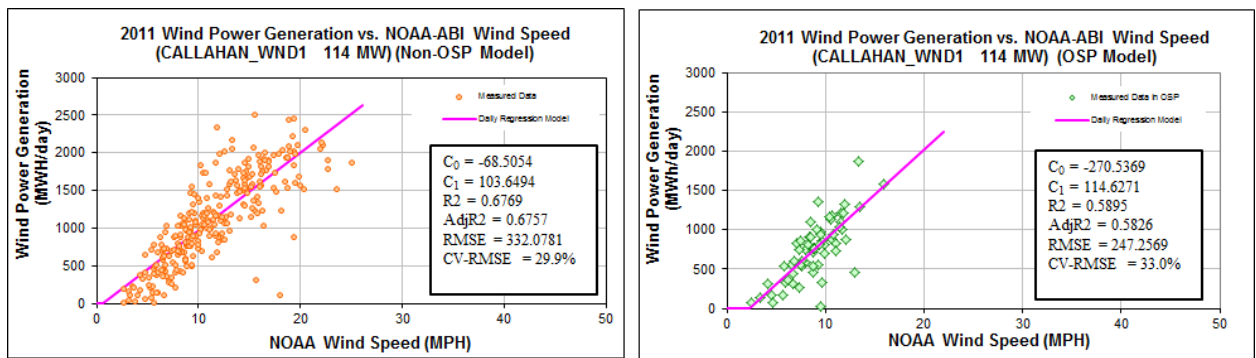 2011 Wind Power Generation vs. NOAA-ABI Wind Speed
(CALLAHAN_WND1 114 MW) (Non-OSP Model)
Wind Power Generation
(MWH/day)
3000
2500
2000
1500
1000
500
0
Measured Data
Daily Regression Model
C0 = -68.5054
C1 = 103.6494
R2 = 0.6769
AdjR2 = 0.6757
RMSE = 332.0781
CV-RMSE = 29.9%
0 10 20 30 40 50
NOAA Wind Speed (MPH)
2011 Wind Power Generation vs. NOAA-ABI Wind Speed
(CALLAHAN_WND1 114 MW) (OSP Model)
Wind Power Generation
(MWh/day)
3000
2500
2000
1500
1000
500
0
Measured Data in OSP
Daily Regression Model
C0 = -270.5369
C1 = 114.6271
R2 = 0.5895
AdjR2 = 0.5826
RMSE = 247.2569
CV-RMSE = 33.0%
0 10 20 30 40 50
NOAA Wind Speed (MPH)